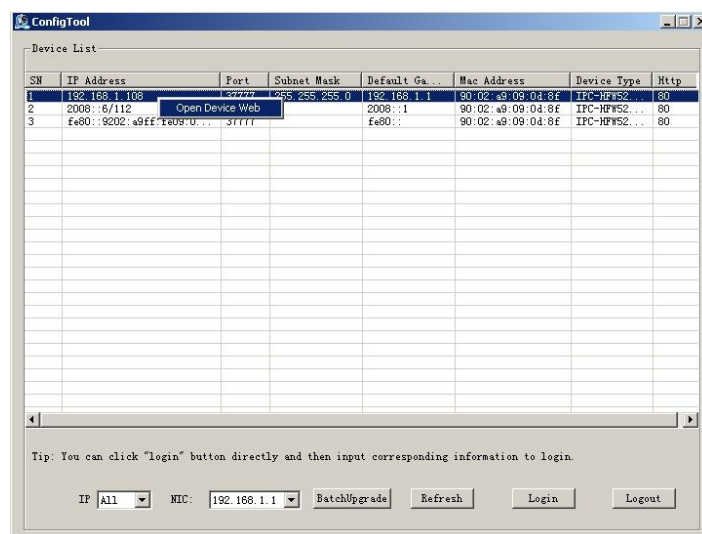 ConfigTool
Device List
SN IP Address Port Subnet Mask Default Ga... Mac Address Device Type Http
1 192.168.1.108 37777 255.255.255.0 192.168.1.1 90:02:a9:09:0d:8f IPC-HFW52... 80
Open Device Web
2 2008::6/112 2008::1 90:02:a9:09:0d:8f IPC-HFW52... 80
3 fe80::9202:a9ff:fe09:0... 37777 fe80:: 90:02:a9:09:0d:8f IPC-HFW52... 80
Tip: You can click "login" button directly and then input corresponding information to login.
IP All NIC: 192.168.1.1 BatchUpgrade Refresh Login Logout